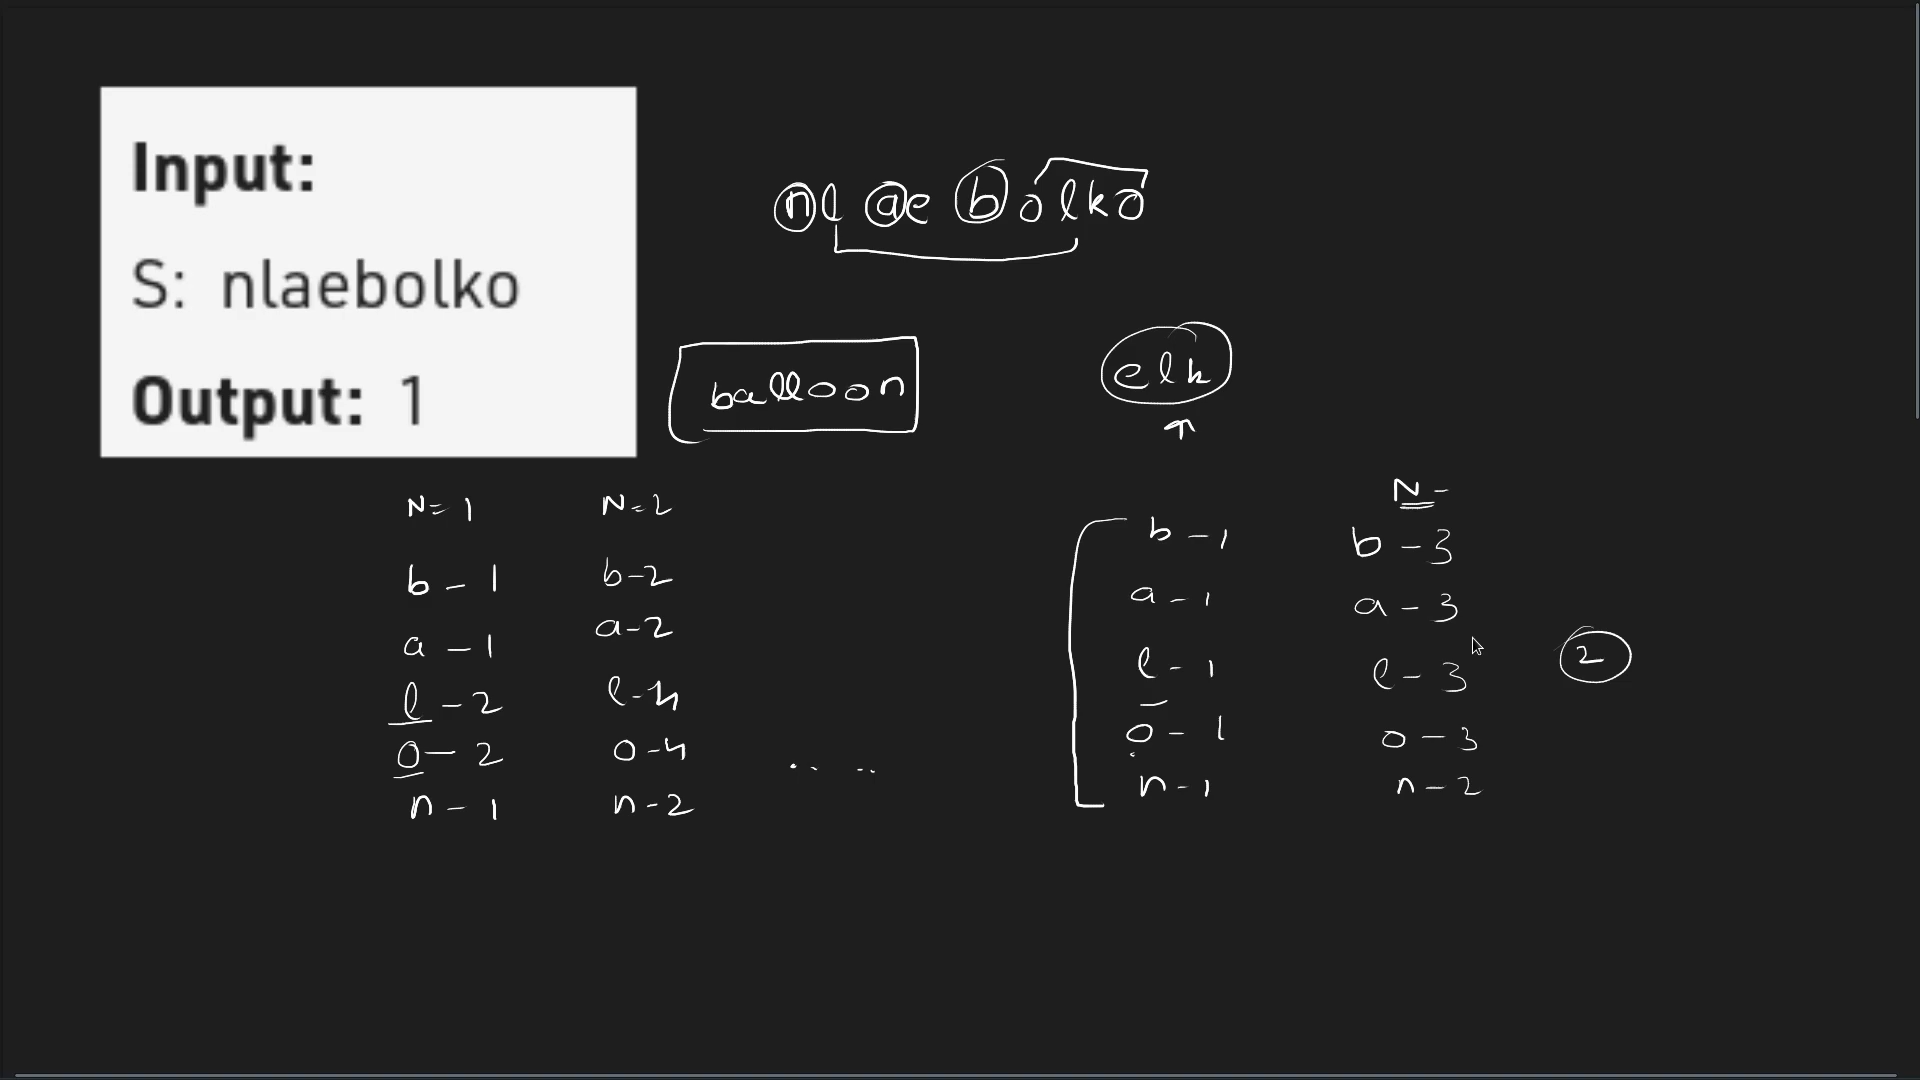 Input:
S: nlaebolko
Output: 1
nlaebolko
balloon
elk
N= 1
b - 1
a - 1
l - 2
o - 2
n - 1
N=2
b-2
a-2
l-4
o-4
n-2
.. ..
b - 1
a - 1
l - 1
o - 1
n - 1
N -
b - 3
a - 3
l - 3
o - 3
n - 2
2